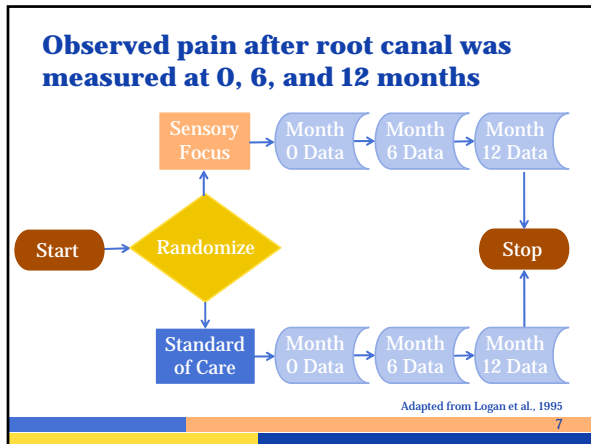 Observed pain after root canal was
measured at 0, 6, and 12 months
Sensory
Focus
Month
0 Data
Month
6 Data
Month
12 Data
Start
Randomize
Stop
Standard
of Care
Month
0 Data
Month
6 Data
Month
12 Data
Adapted from Logan et al., 1995
7